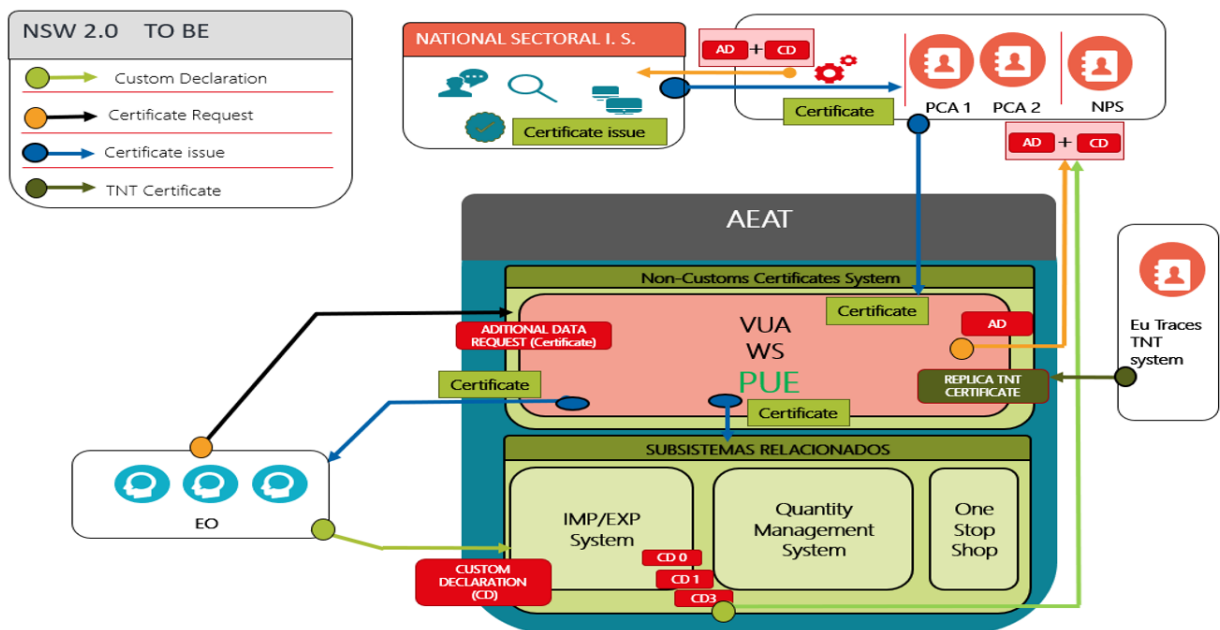 NSW 2.0 TO BE
Custom Declaration
Certificate Request
Certificate issue
TNT Certificate
NATIONAL SECTORAL I. S.
Certificate issue
AD + CD
Certificate
PCA 1
PCA 2
NPS
AD + CD
AEAT
Non-Customs Certificates System
ADITIONAL DATA
REQUEST (Certificate)
VUA
WS
PUE
Certificate
AD
REPLICA TNT
CERTIFICATE
Eu Traces
TNT
system
Certificate
Certificate
SUBSISTEMAS RELACIONADOS
EO
IMP/EXP
System
Quantity
Management
System
One
Stop
Shop
CD 0
CD 1
CD3
CUSTOM
DECLARATION
(CD)